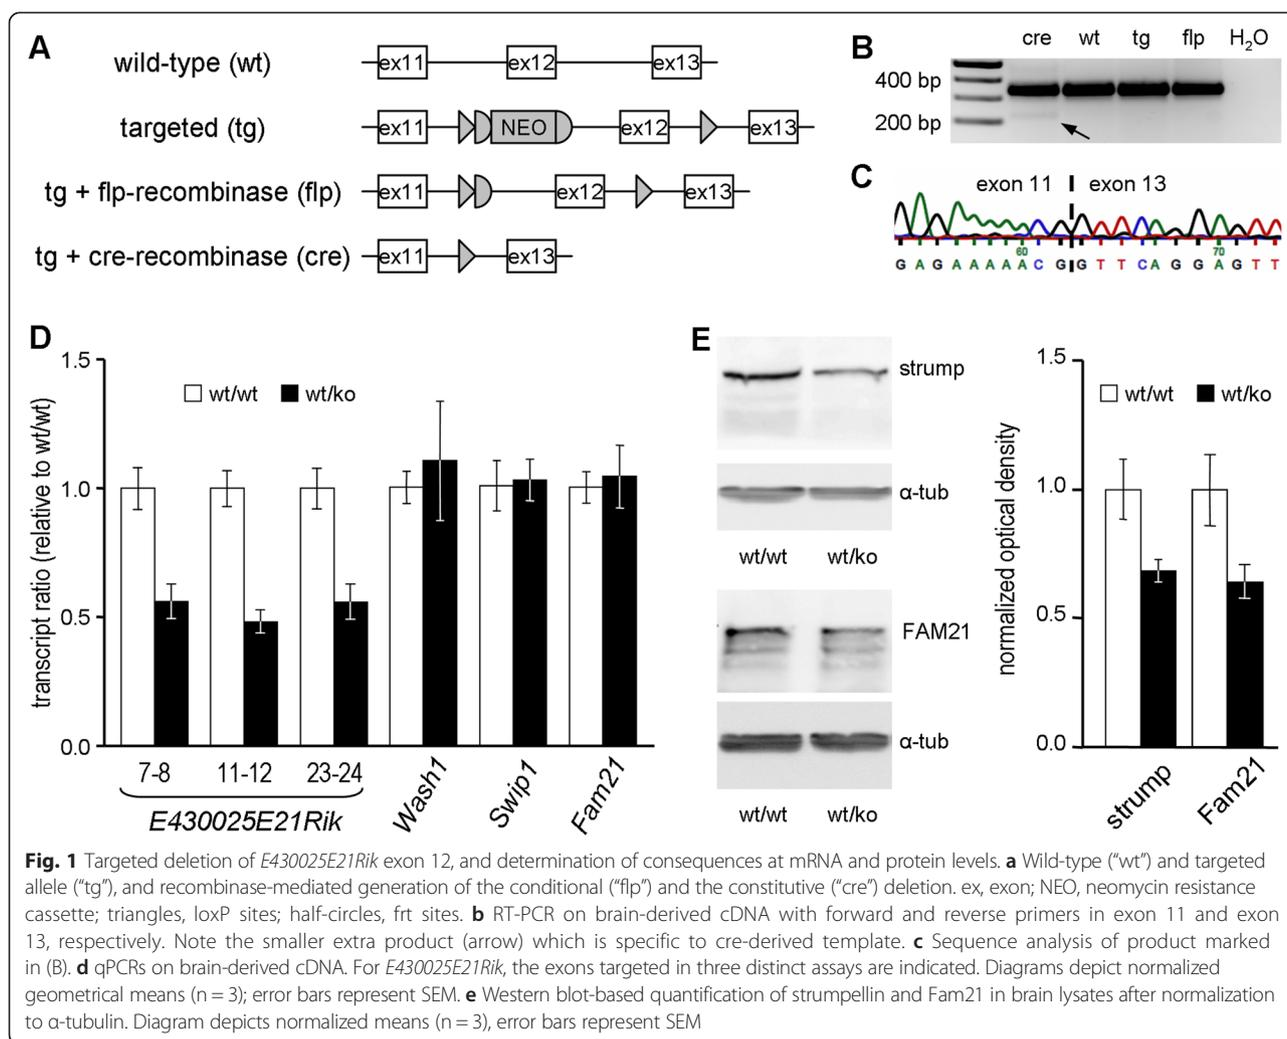 A
wild-type (wt)
ex11 ex12 ex13
targeted (tg)
ex11 NEO ex12 ex13
tg + flp-recombinase (flp)
ex11 ex12 ex13
tg + cre-recombinase (cre)
ex11 ex13
B
cre wt tg flp H₂O
400 bp
200 bp
C
exon 11 exon 13
60 70
G A G A A A A A C G G T T C A G G A G T T
D
1.5
1.0
0.5
0.0
transcript ratio (relative to wt/wt)
wt/wt wt/ko
7-8 11-12 23-24
E430025E21Rik
Wash1
Swip1
Fam21
E
strump
α-tub
wt/wt wt/ko
FAM21
α-tub
wt/wt wt/ko
1.5
1.0
0.5
0.0
normalized optical density
wt/wt wt/ko
strump
Fam21
Fig. 1 Targeted deletion of E430025E21Rik exon 12, and determination of consequences at mRNA and protein levels. a Wild-type (“wt”) and targeted
allele (“tg”), and recombinase-mediated generation of the conditional (“flp”) and the constitutive (“cre”) deletion. ex, exon; NEO, neomycin resistance
cassette; triangles, loxP sites; half-circles, frt sites. b RT-PCR on brain-derived cDNA with forward and reverse primers in exon 11 and exon
13, respectively. Note the smaller extra product (arrow) which is specific to cre-derived template. c Sequence analysis of product marked
in (B). d qPCRs on brain-derived cDNA. For E430025E21Rik, the exons targeted in three distinct assays are indicated. Diagrams depict normalized
geometrical means (n = 3); error bars represent SEM. e Western blot-based quantification of strumpellin and Fam21 in brain lysates after normalization
to α-tubulin. Diagram depicts normalized means (n = 3), error bars represent SEM